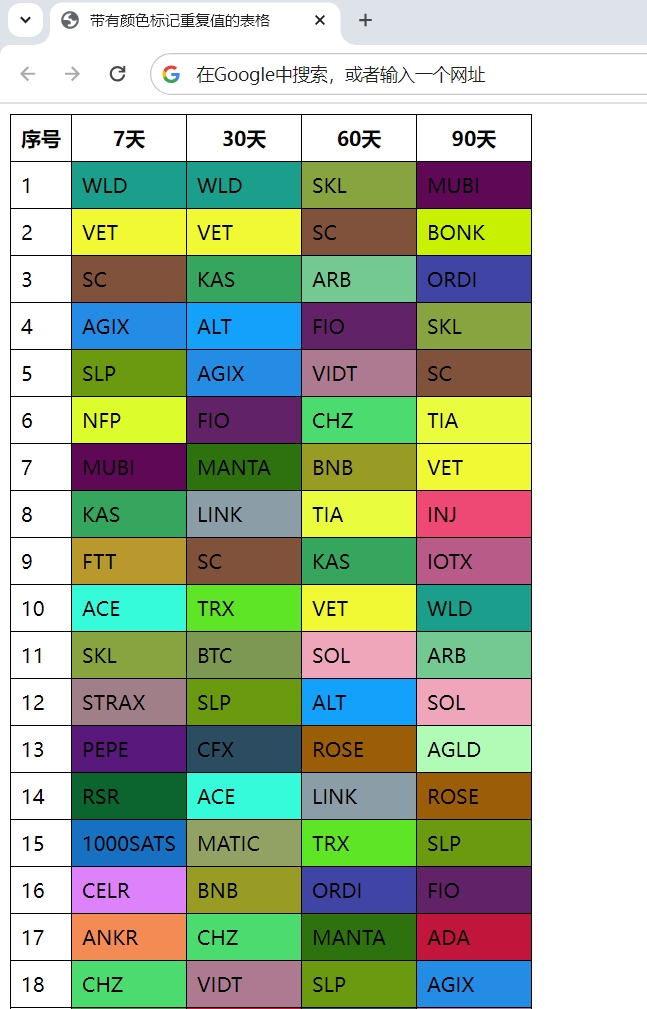 带有颜色标记重复值的表格
在Google中搜索，或者输入一个网址
序号 7天 30天 60天 90天
1 WLD WLD SKL MUBI
2 VET VET SC BONK
3 SC KAS ARB ORDI
4 AGIX ALT FIO SKL
5 SLP AGIX VIDT SC
6 NFP FIO CHZ TIA
7 MUBI MANTA BNB VET
8 KAS LINK TIA INJ
9 FTT SC KAS IOTX
10 ACE TRX VET WLD
11 SKL BTC SOL ARB
12 STRAX SLP ALT SOL
13 PEPE CFX ROSE AGLD
14 RSR ACE LINK ROSE
15 1000SATS MATIC TRX SLP
16 CELR BNB ORDI FIO
17 ANKR CHZ MANTA ADA
18 CHZ VIDT SLP AGIX